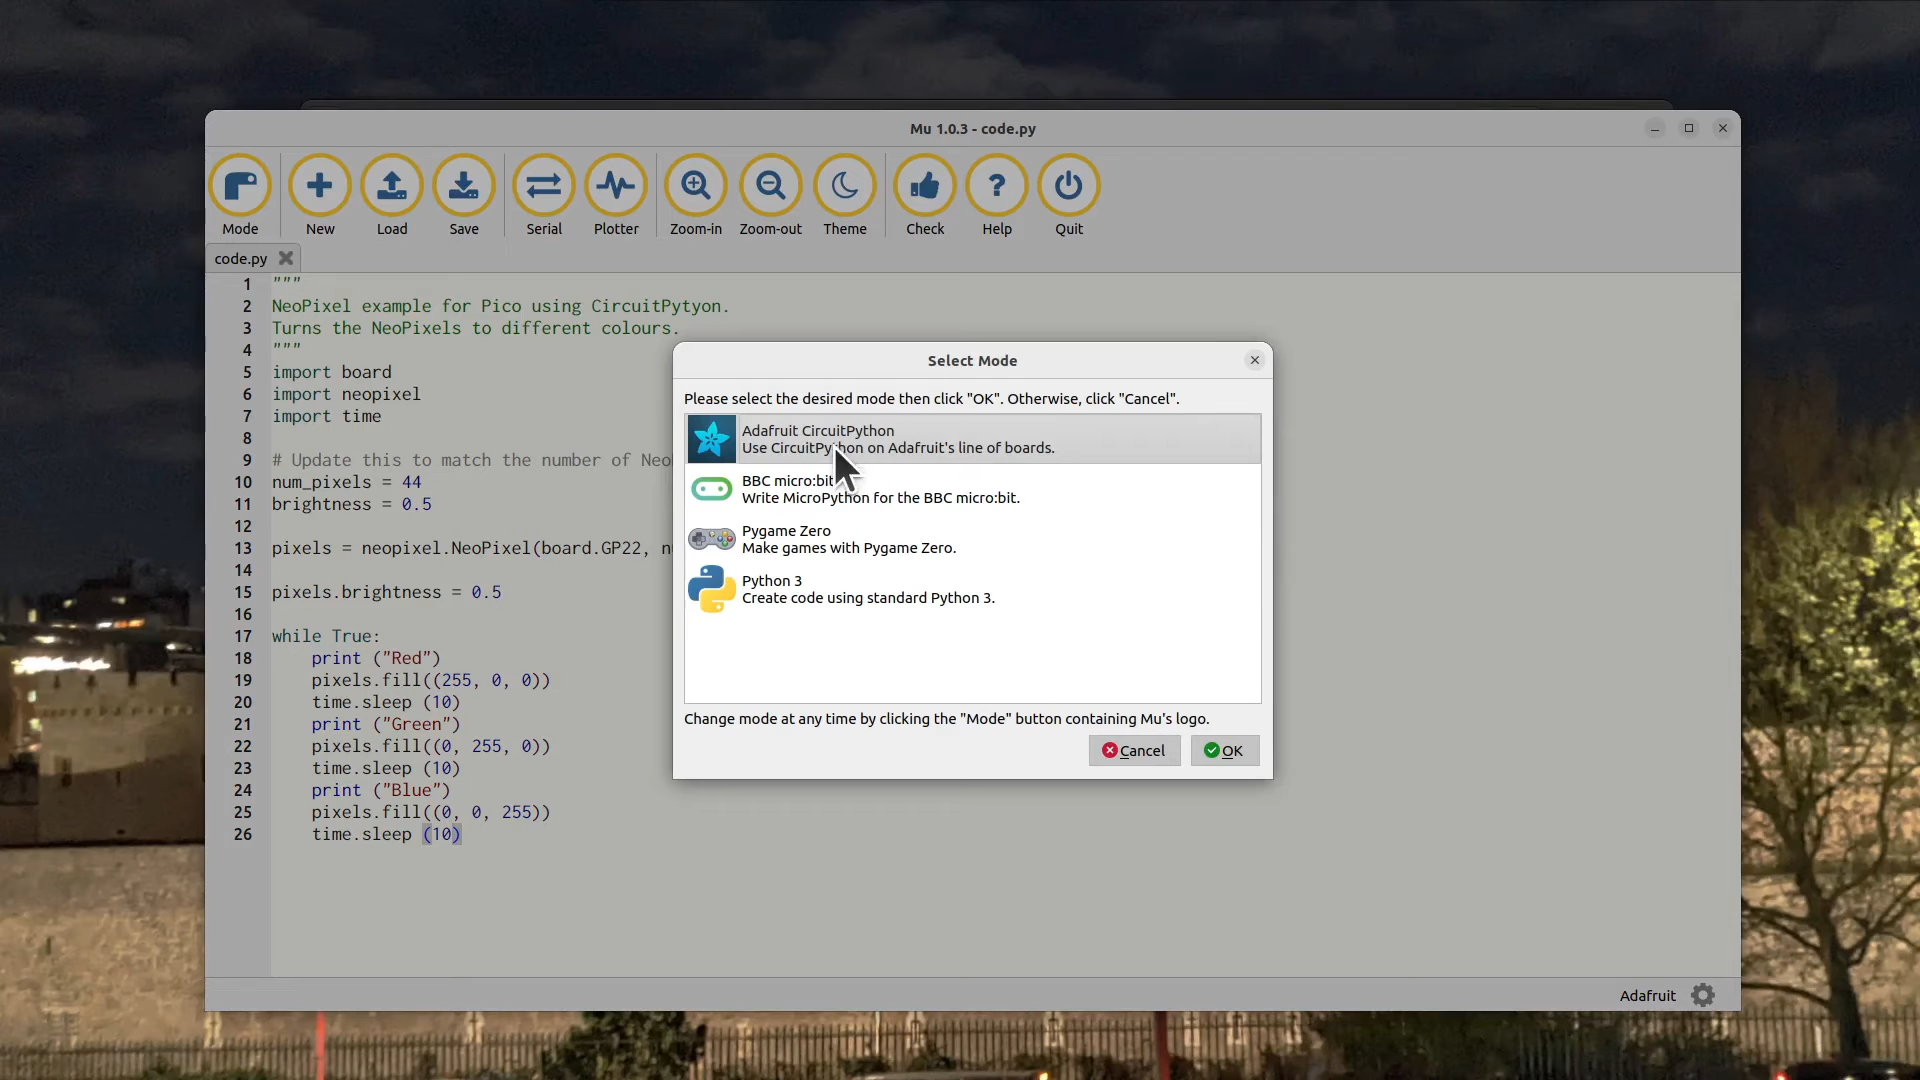 Mu 1.0.3 - code.py
Mode New Load Save Serial Plotter Zoom-in Zoom-out Theme Check Help Quit
code.py
1 """
2 NeoPixel example for Pico using CircuitPytyon.
3 Turns the NeoPixels to different colours.
4 """
5 import board
6 import neopixel
7 import time
8
9 # Update this to match the number of Neo
10 num_pixels = 44
11 brightness = 0.5
12
13 pixels = neopixel.NeoPixel(board.GP22,
14
15 pixels.brightness = 0.5
16
17 while True:
18 print ("Red")
19 pixels.fill((255, 0, 0))
20 time.sleep (10)
21 print ("Green")
22 pixels.fill((0, 255, 0))
23 time.sleep (10)
24 print ("Blue")
25 pixels.fill((0, 0, 255))
26 time.sleep (10)
Select Mode
Please select the desired mode then click "OK". Otherwise, click "Cancel".
Adafruit CircuitPython
Use CircuitPython on Adafruit's line of boards.
BBC micro:bit
Write MicroPython for the BBC micro:bit.
Pygame Zero
Make games with Pygame Zero.
Python 3
Create code using standard Python 3.
Change mode at any time by clicking the "Mode" button containing Mu's logo.
Cancel OK
Adafruit